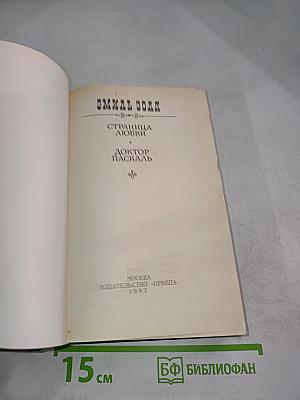 ЭМИЛЬ ЗОЛЯ
СТРАНИЦА
ЛЮБВИ
ДОКТОР
ПАСКАЛЬ
МОСКВА
ИЗДАТЕЛЬСТВО «ПРАВДА»
1983
15 см
БФ БИБЛИОФАН